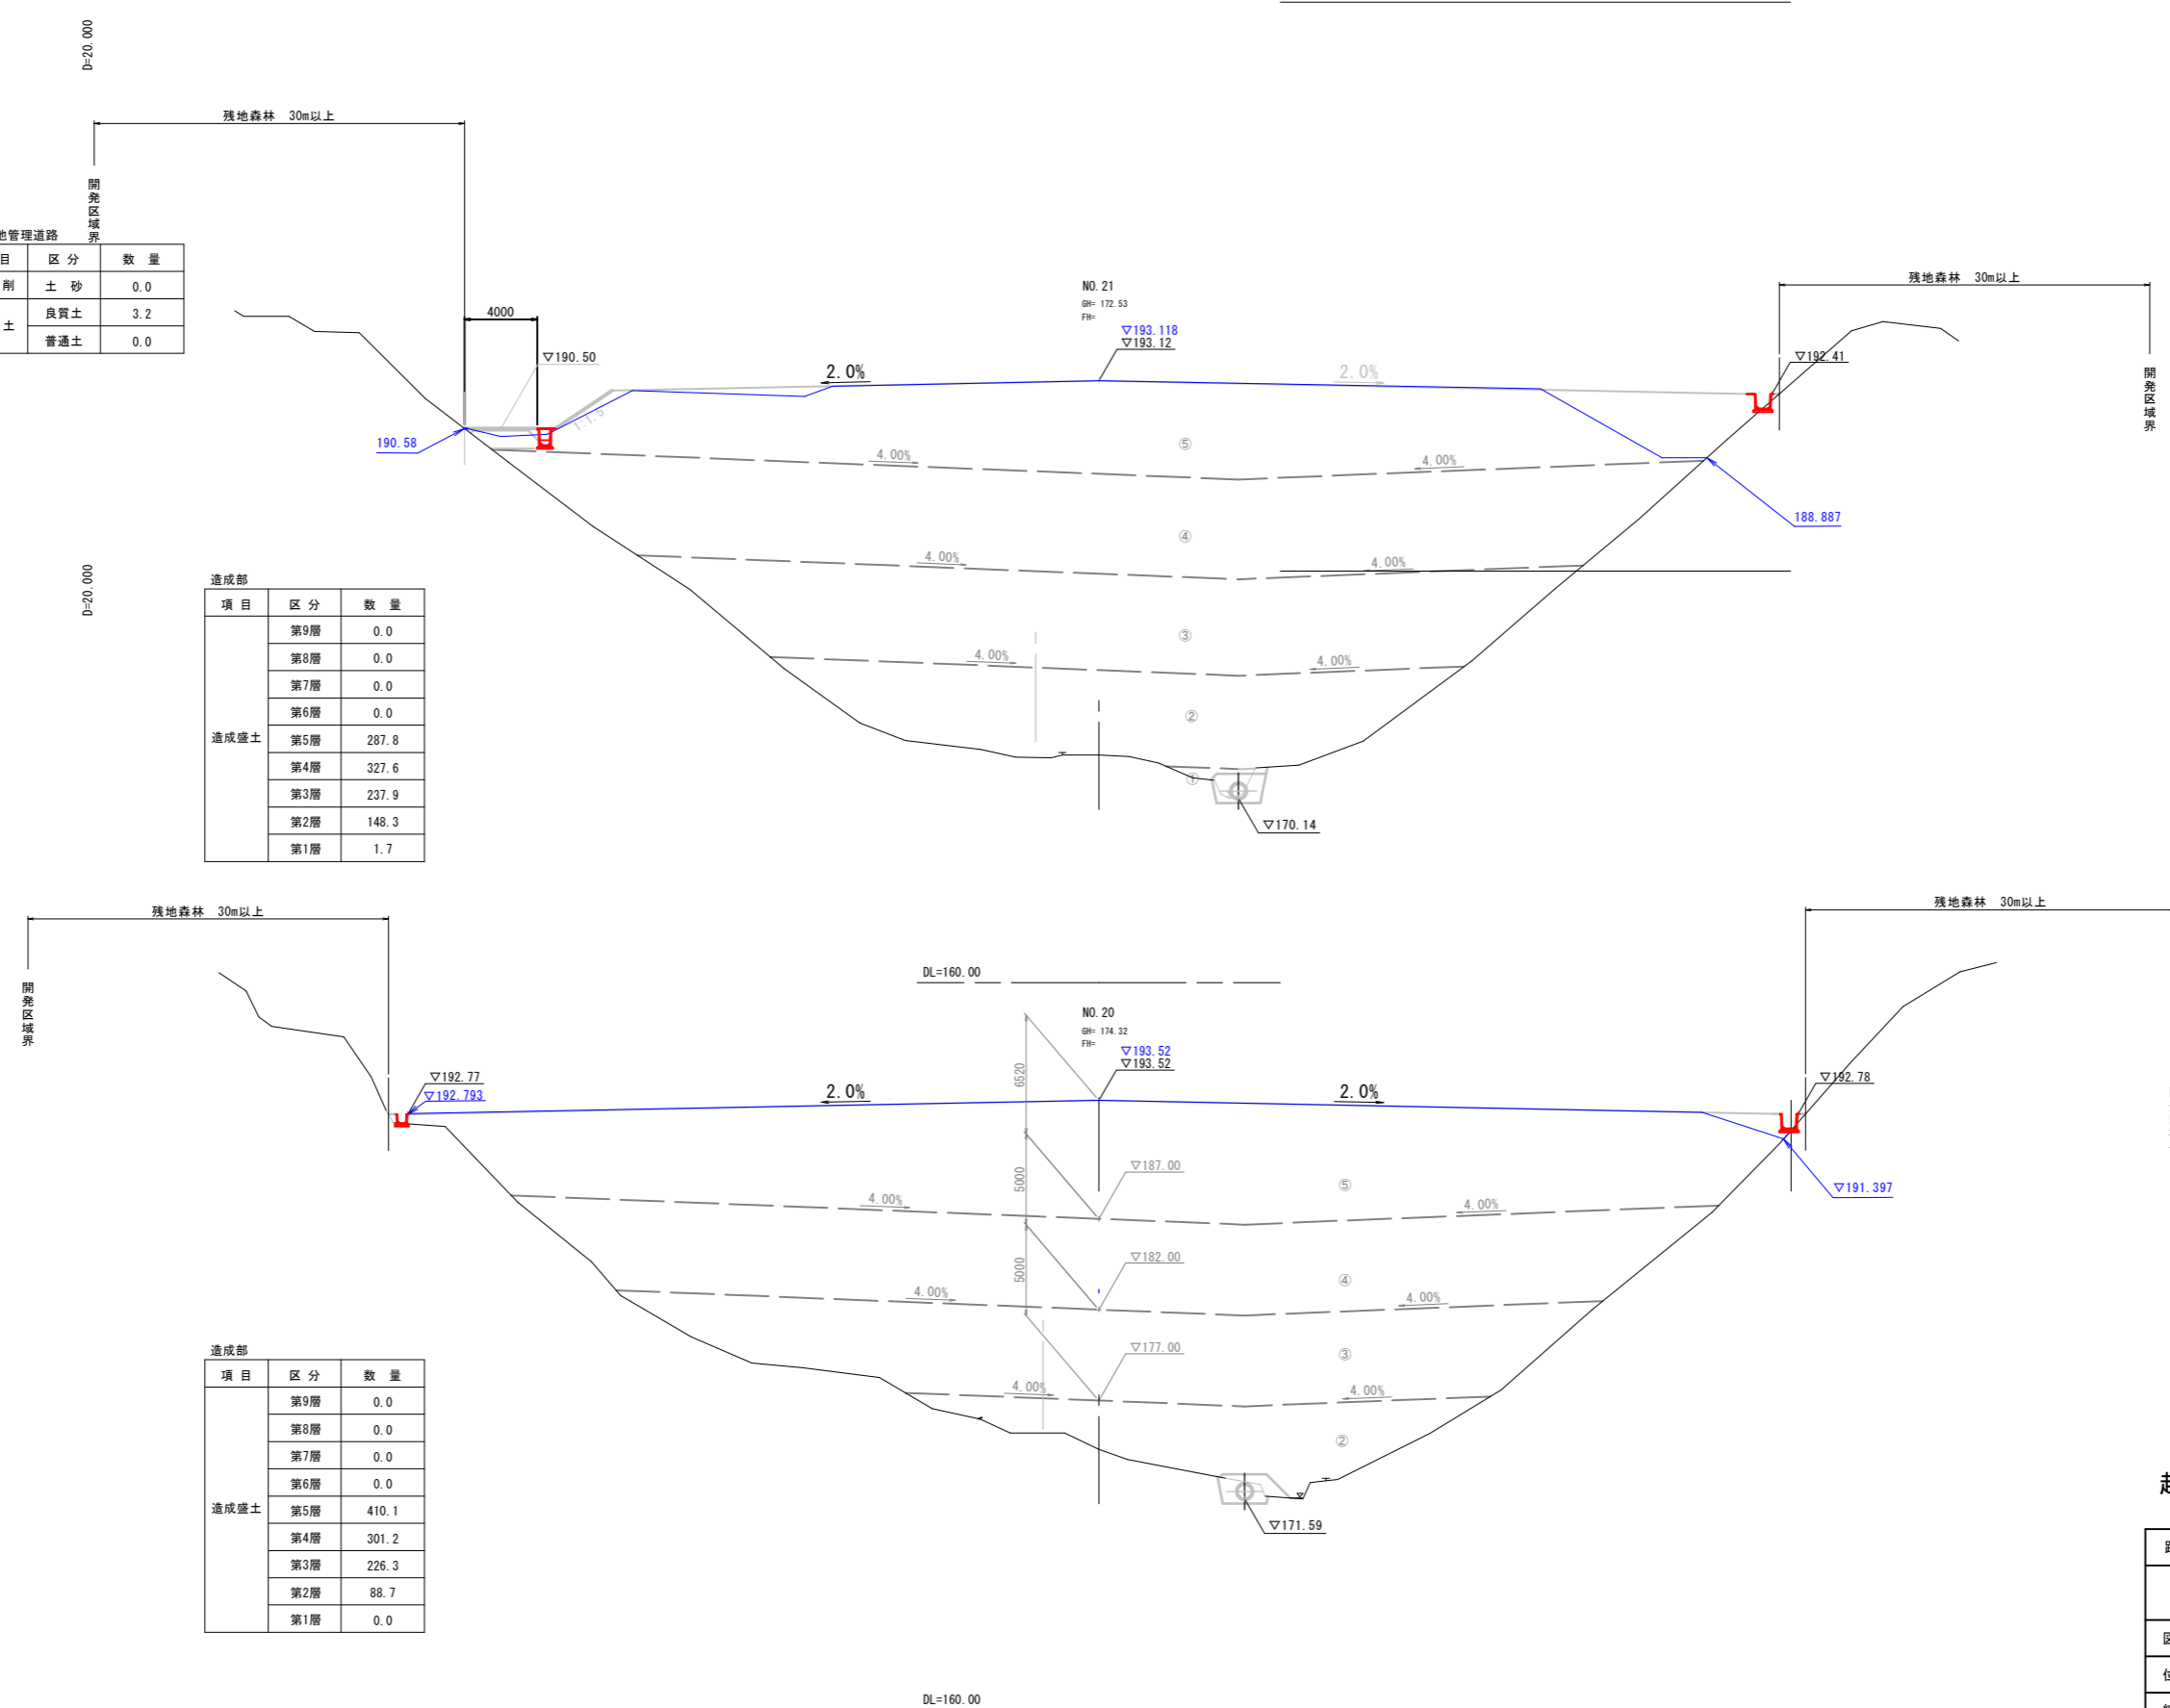 D=20.000
残地森林　30m以上
開発区域界
地管理道路
目 区 分 数　量
削 土　砂 0.0
土 良質土 3.2
普通土 0.0
4000
▽190.50
190.58
1:1.5
NO.21
GH= 172.53
FH=
▽193.118
▽193.12
2.0%
2.0%
残地森林　30m以上
▽192.41
開発区域界
188.887
⑤
4.00%
4.00%
④
4.00%
4.00%
③
4.00%
4.00%
②
①
▽170.14
D=20.000
造成部
項 目 区 分 数　量
造成盛土
第9層 0.0
第8層 0.0
第7層 0.0
第6層 0.0
第5層 287.8
第4層 327.6
第3層 237.9
第2層 148.3
第1層 1.7
残地森林　30m以上
開発区域界
残地森林　30m以上
DL=160.00
NO.20
GH= 174.32
FH=
▽193.52
▽193.52
▽192.77
▽192.793
2.0%
2.0%
▽192.78
▽191.397
6520
5000
5000
▽187.00
⑤
4.00%
4.00%
▽182.00
④
4.00%
4.00%
▽177.00
③
4.00%
4.00%
②
▽171.59
造成部
項 目 区 分 数　量
造成盛土
第9層 0.0
第8層 0.0
第7層 0.0
第6層 0.0
第5層 410.1
第4層 301.2
第3層 226.3
第2層 88.7
第1層 0.0
DL=160.00